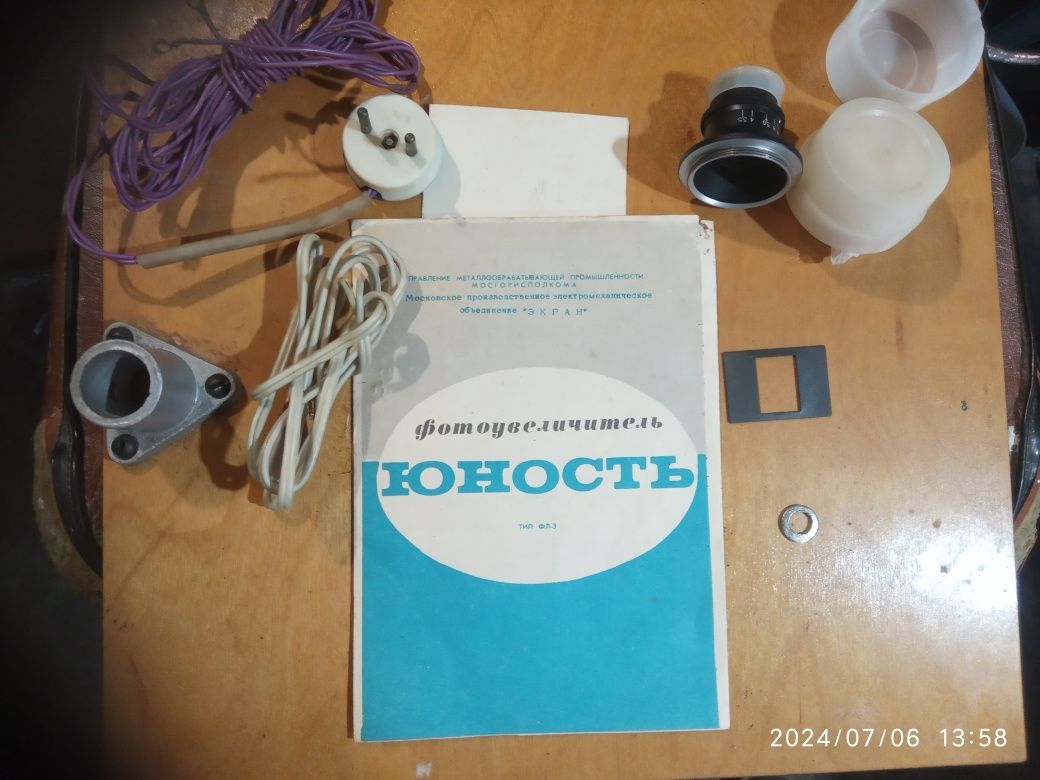 УПРАВЛЕНИЕ МЕТАЛЛООБРАБАТЫВАЮЩЕЙ ПРОМЫШЛЕННОСТИ
МОСГОРИСПОЛКОМА
Московское производственное электромеханическое
объединение "ЭКРАН"
фотоувеличитель
ЮНОСТЬ
ТИП ФЛ-3
2024/07/06 13:58